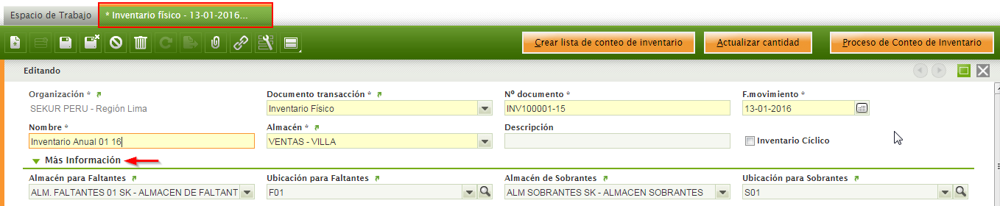 Espacio de Trabajo
* Inventario físico - 13-01-2016...
Crear lista de conteo de inventario
Actualizar cantidad
Proceso de Conteo de Inventario
Editando
Organización * Documento transacción * Nº documento * F.movimiento *
SEKUR PERU - Región Lima Inventario Físico INV100001-15 13-01-2016
Nombre * Almacén * Descripción
Inventario Anual 01 16 VENTAS - VILLA Inventario Cíclico
Más Información
Almacén para Faltantes Ubicación para Faltantes Almacén de Sobrantes Ubicación para Sobrantes
ALM. FALTANTES 01 SK - ALMACEN DE FALTANT F01 ALM SOBRANTES SK - ALMACEN SOBRANTES S01